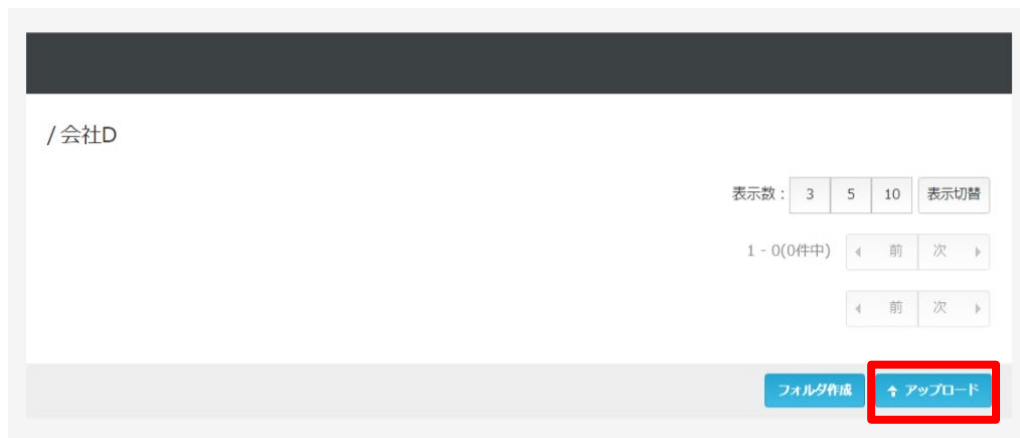 / 会社D
表示数: 3 5 10 表示切替
1 - 0(0件中) 前 次
前 次
フォルダ作成 アップロード